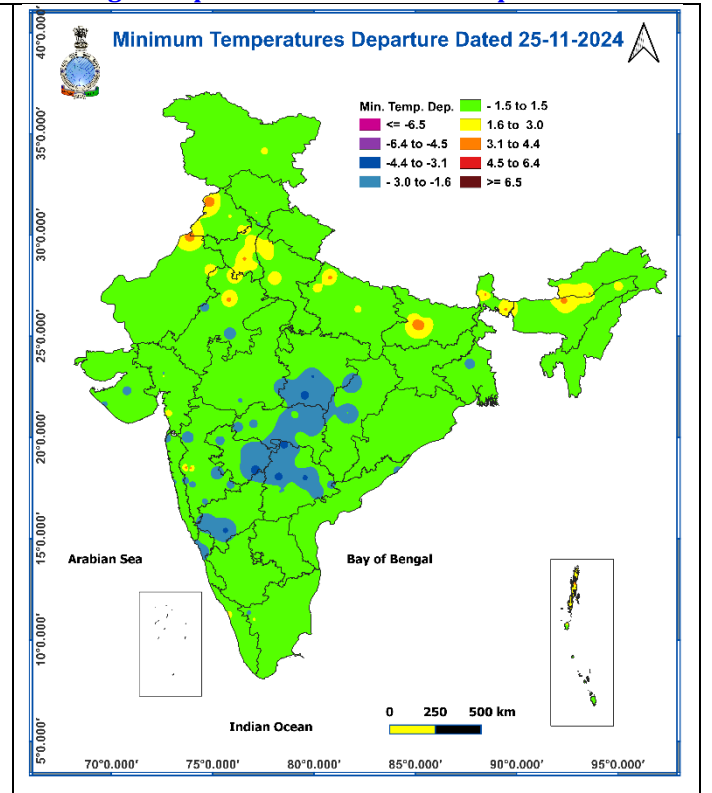 Minimum Temperatures Departure Dated 25-11-2024
Min. Temp. Dep.
<= -6.5
-6.4 to -4.5
-4.4 to -3.1
- 3.0 to -1.6
- 1.5 to 1.5
1.6 to 3.0
3.1 to 4.4
4.5 to 6.4
>= 6.5
40°0.000'
35°0.000'
30°0.000'
25°0.000'
20°0.000'
15°0.000'
10°0.000'
5°0.000'
Arabian Sea
Bay of Bengal
Indian Ocean
0 250 500 km
70°0.000' 75°0.000' 80°0.000' 85°0.000' 90°0.000' 95°0.000'